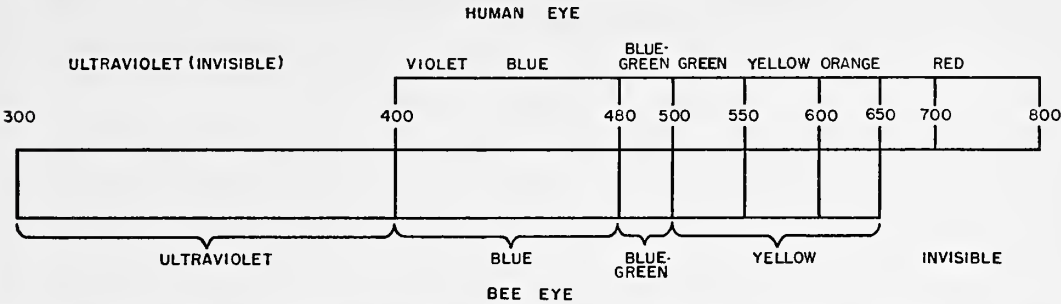 HUMAN EYE
ULTRAVIOLET (INVISIBLE) VIOLET BLUE BLUE-GREEN GREEN YELLOW ORANGE RED
300 400 480 500 550 600 650 700 800
ULTRAVIOLET BLUE BLUE-GREEN YELLOW INVISIBLE
BEE EYE